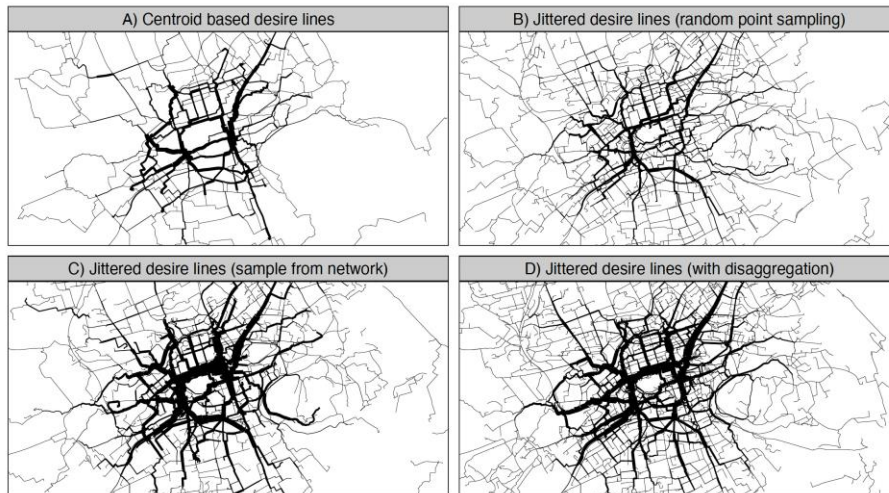 A) Centroid based desire lines
B) Jittered desire lines (random point sampling)
C) Jittered desire lines (sample from network)
D) Jittered desire lines (with disaggregation)